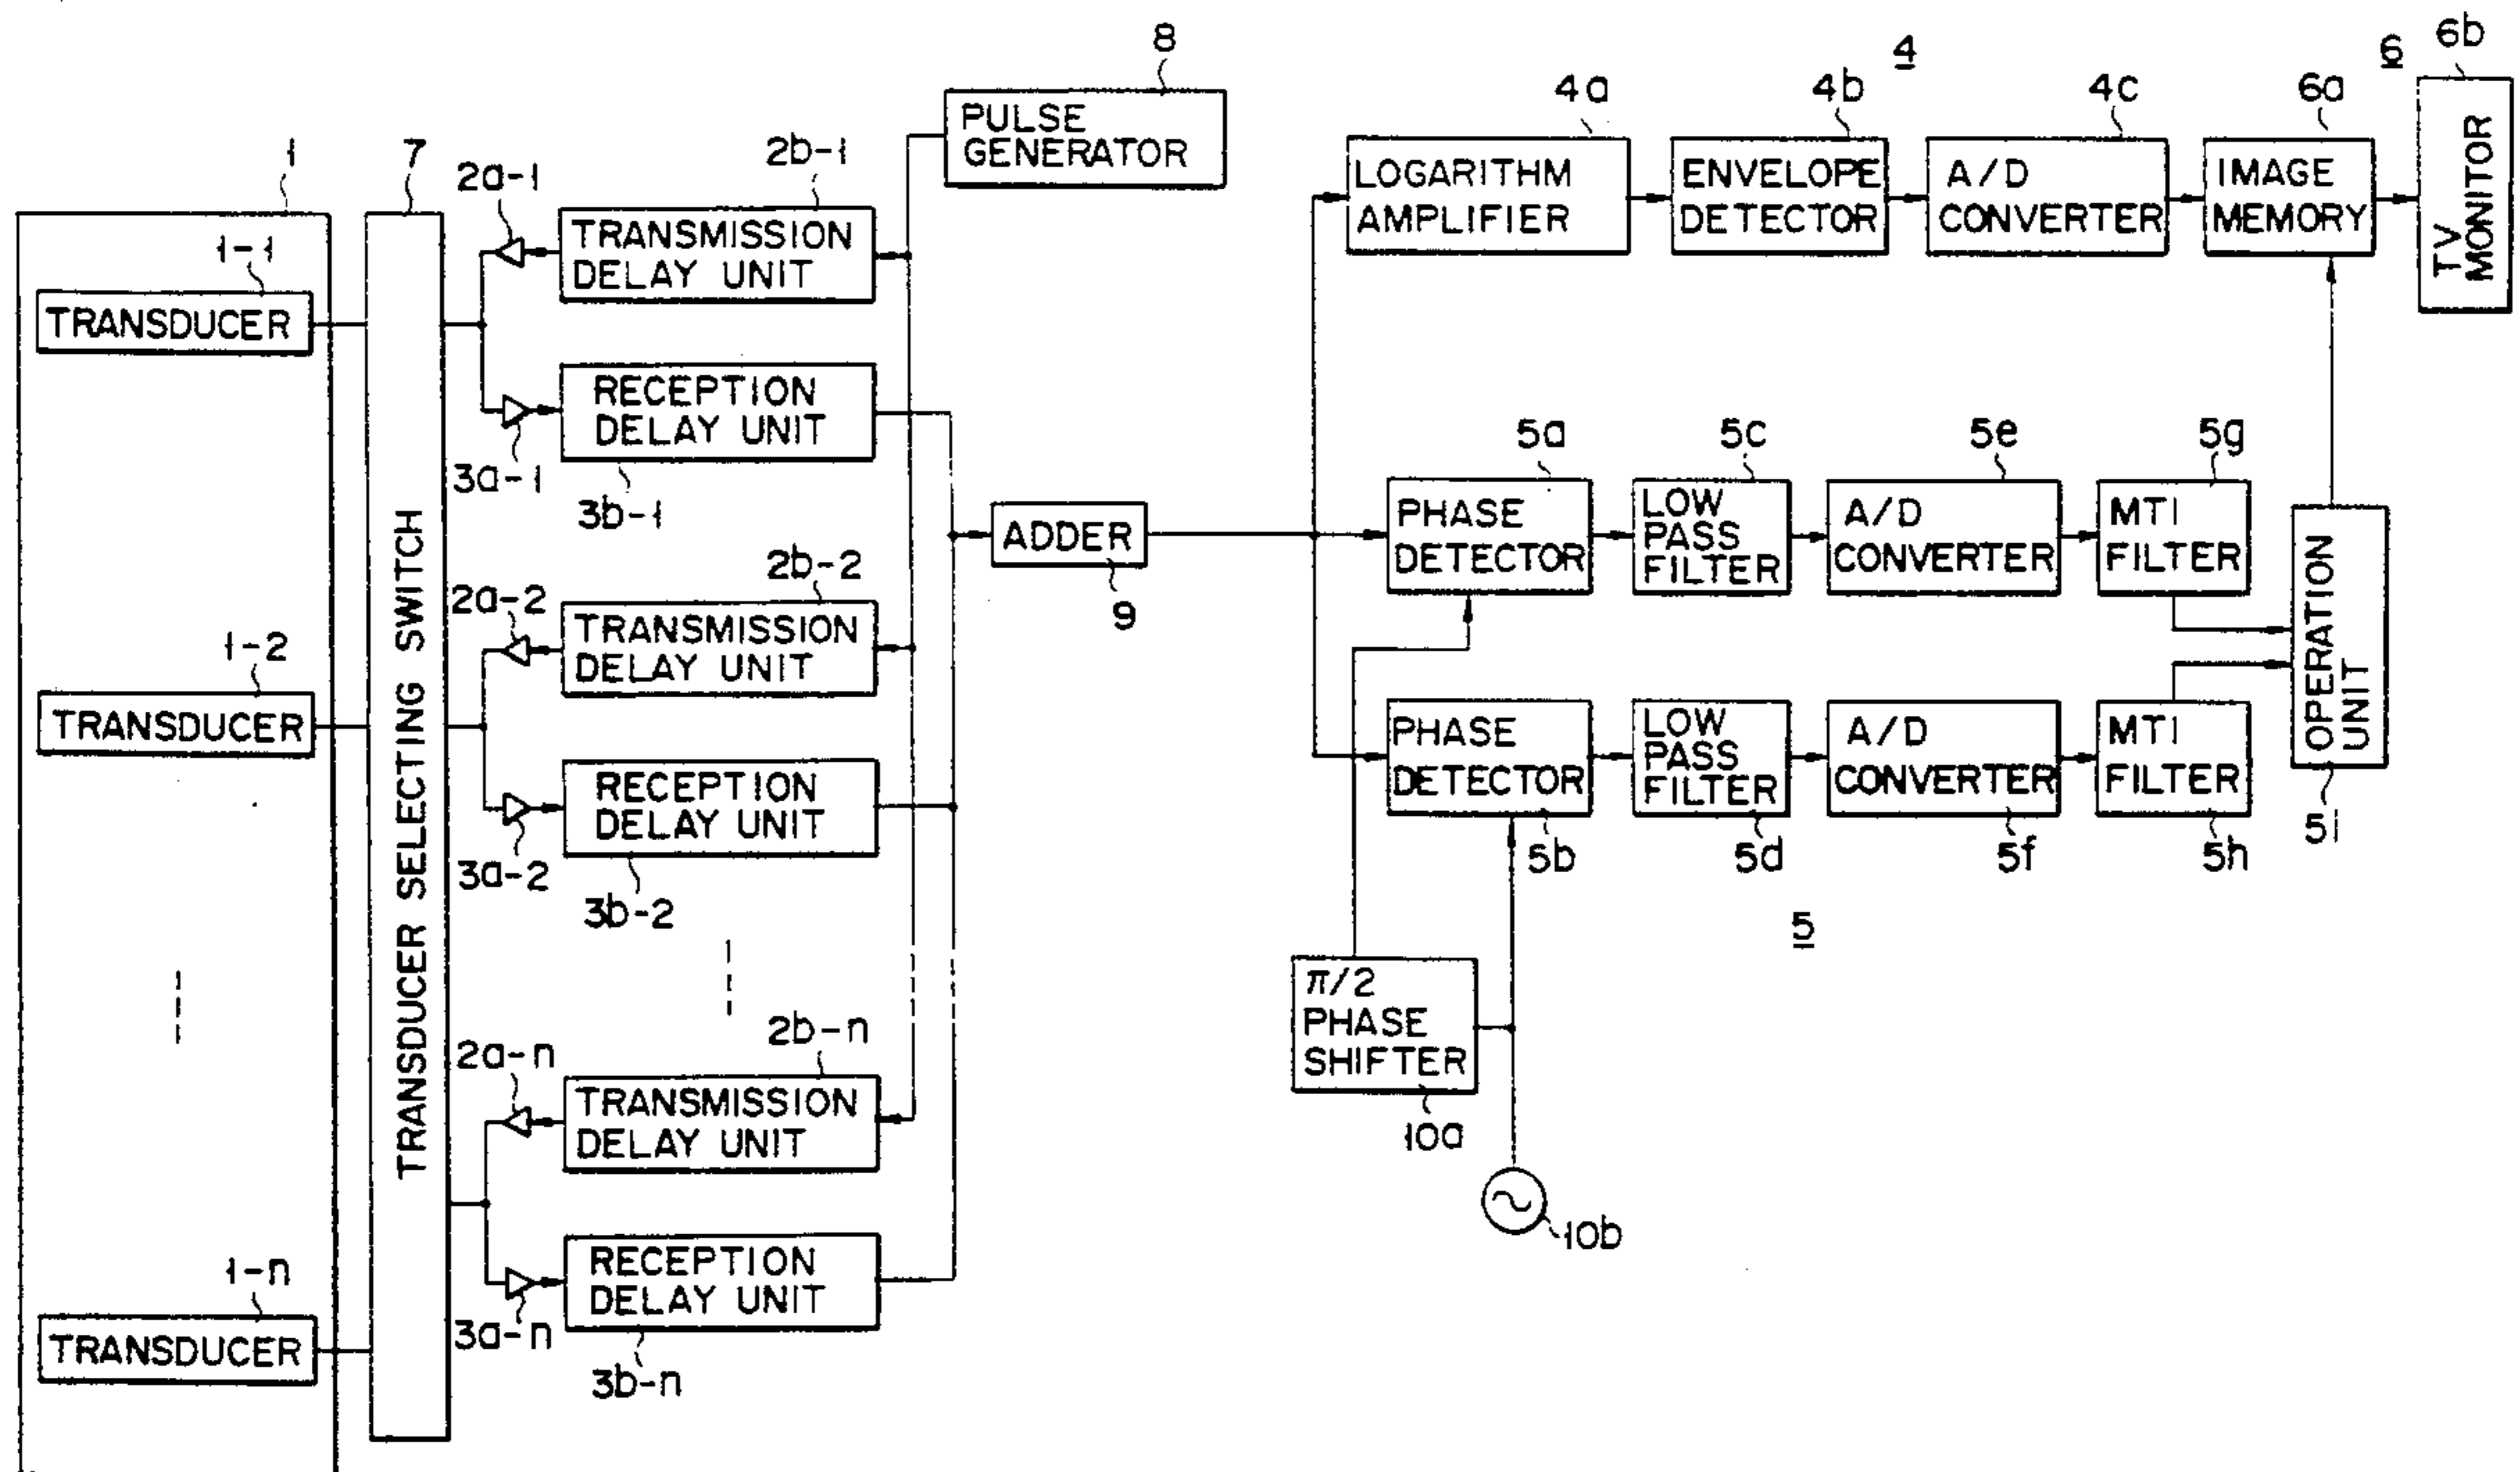 1
1-1
TRANSDUCER
1-2
TRANSDUCER
1-n
TRANSDUCER
7
TRANSDUCER SELECTING SWITCH
2a-1
2b-1
TRANSMISSION
DELAY UNIT
RECEPTION
DELAY UNIT
3a-1
3b-1
2a-2
2b-2
TRANSMISSION
DELAY UNIT
RECEPTION
DELAY UNIT
3a-2
3b-2
2a-n
2b-n
TRANSMISSION
DELAY UNIT
RECEPTION
DELAY UNIT
3a-n
3b-n
8
PULSE
GENERATOR
ADDER
9
4
4a
LOGARITHM
AMPLIFIER
4b
ENVELOPE
DETECTOR
4c
A/D
CONVERTER
6
6a
IMAGE
MEMORY
6b
TV
MONITOR
5a
PHASE
DETECTOR
5c
LOW
PASS
FILTER
5e
A/D
CONVERTER
5g
MTI
FILTER
OPERATION
UNIT
5i
PHASE
DETECTOR
5b
LOW
PASS
FILTER
5d
A/D
CONVERTER
5f
MTI
FILTER
5h
5
π/2
PHASE
SHIFTER
10a
10b